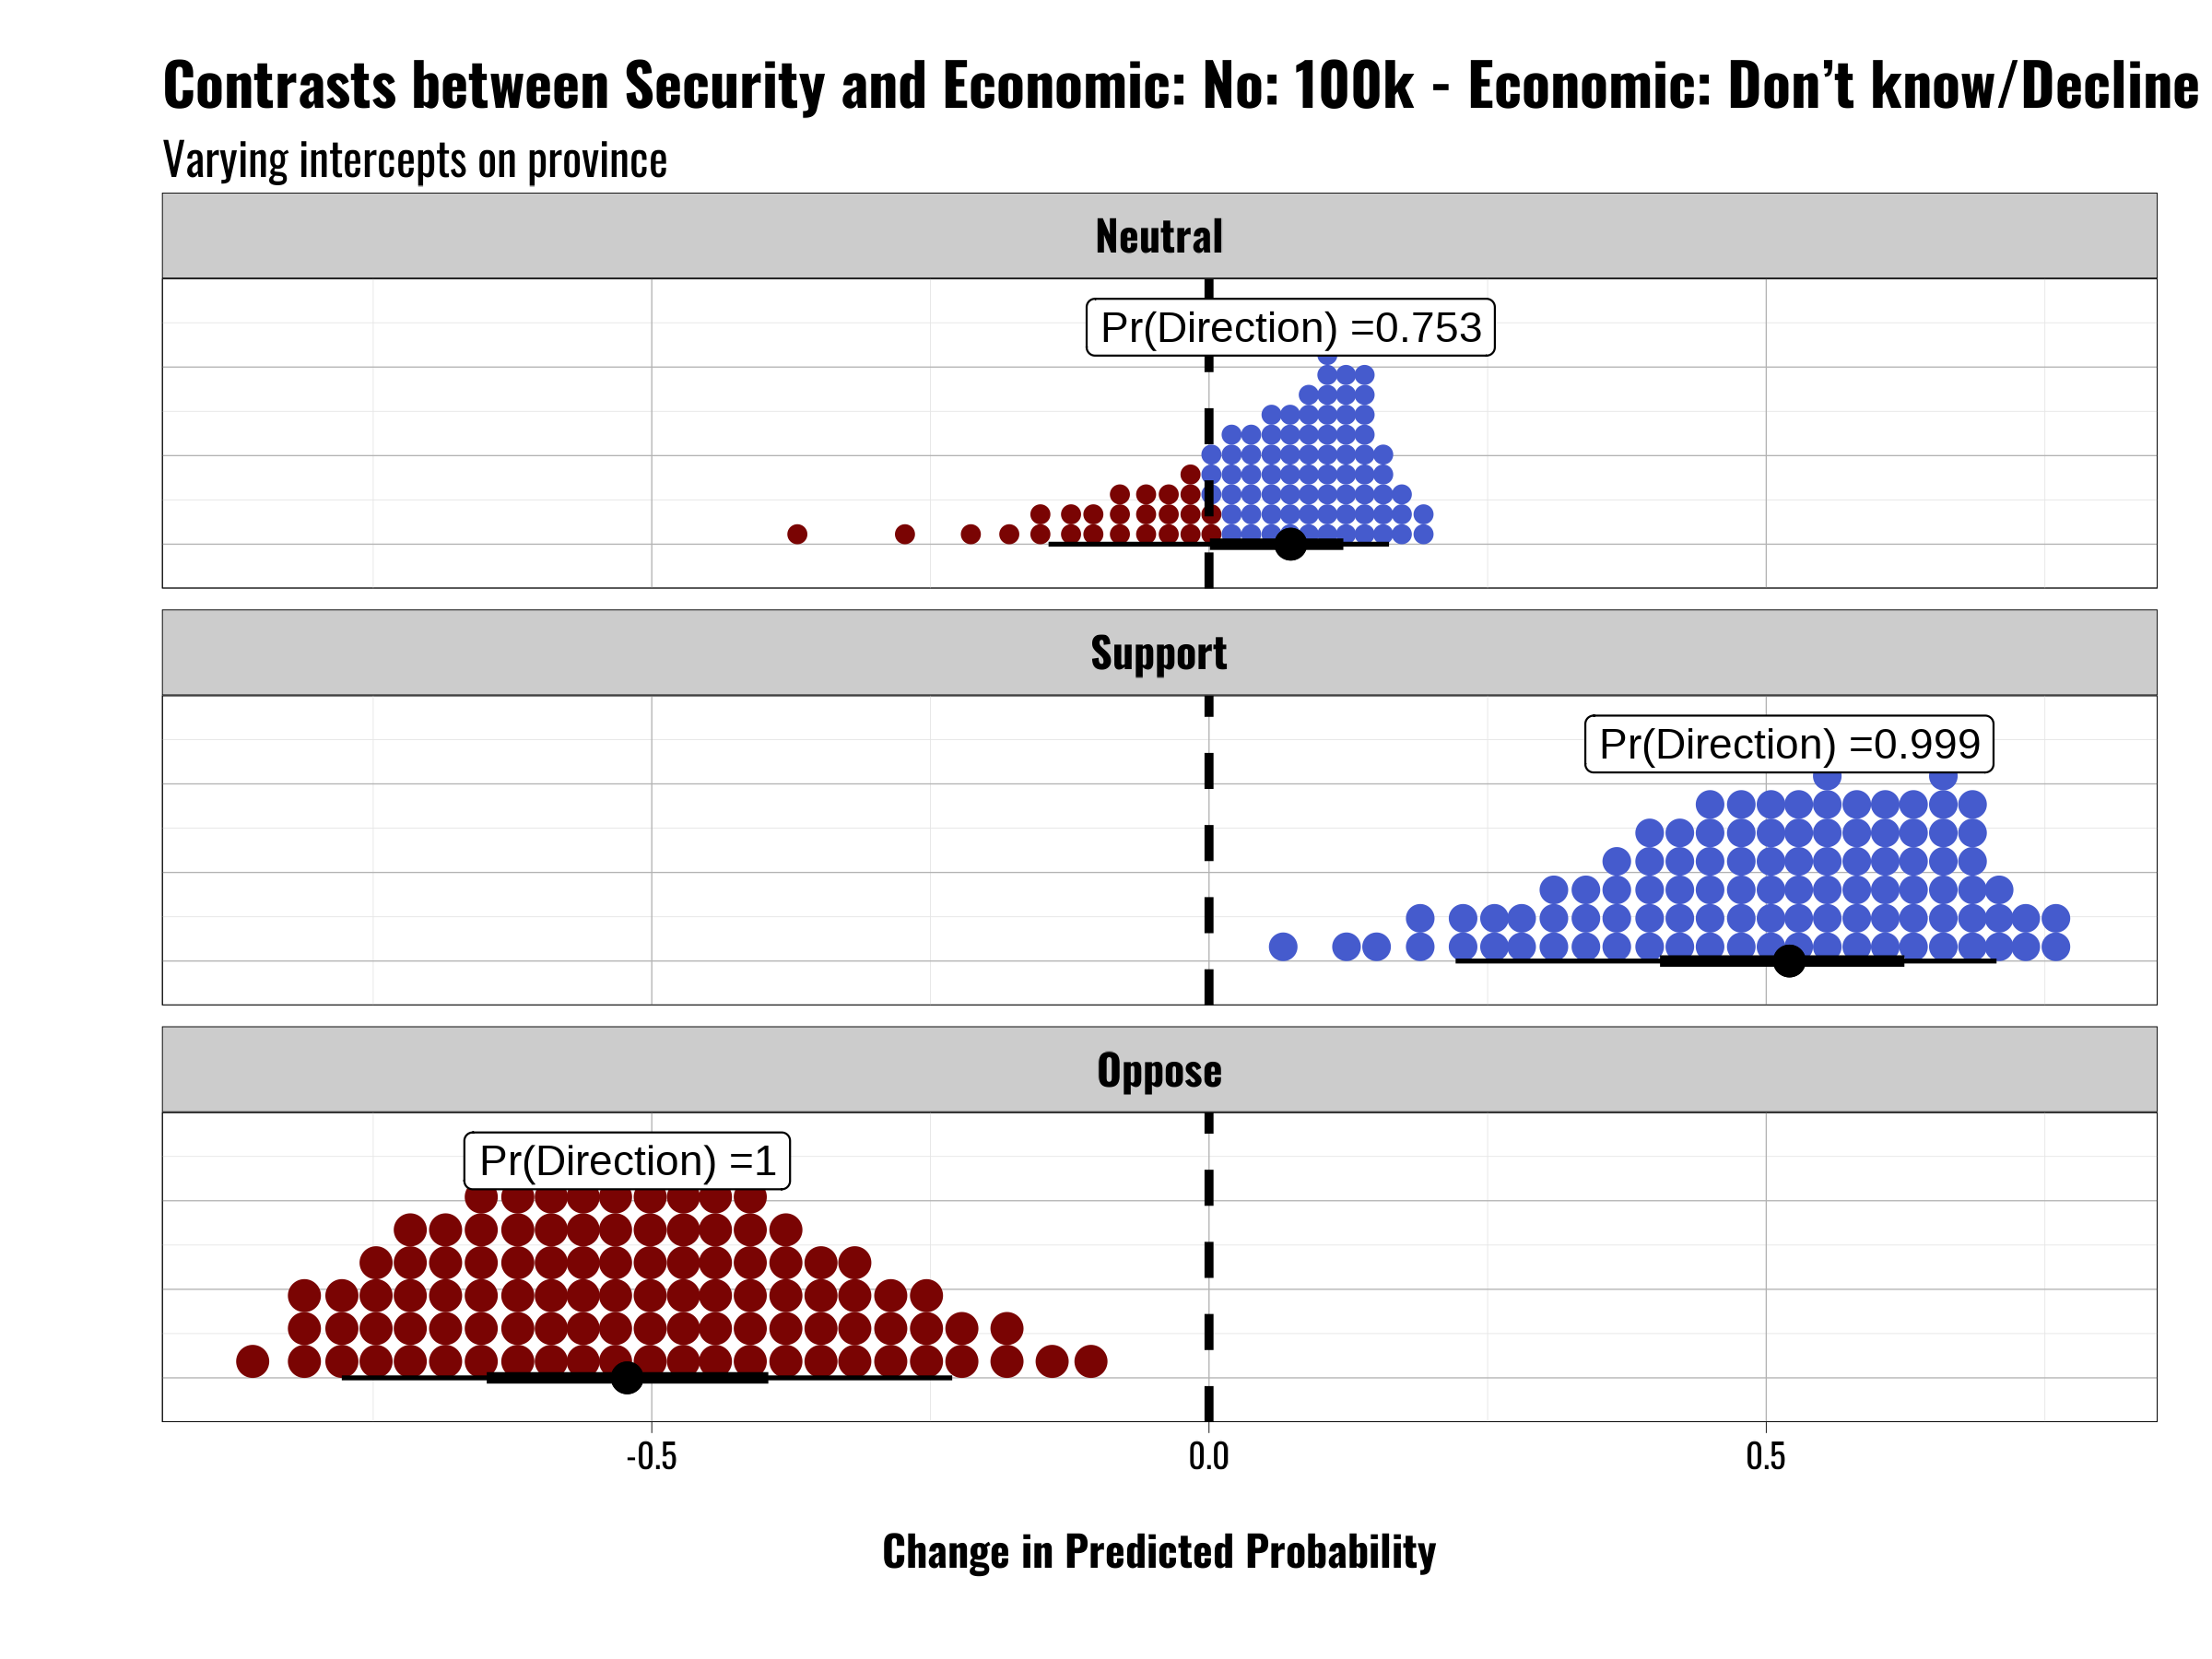 Contrasts between Security and Economic: No: 100k - Economic: Don’t know/Decline
Varying intercepts on province
Neutral
Pr(Direction) =0.753
Support
Pr(Direction) =0.999
Oppose
Pr(Direction) =1
-0.5 0.0 0.5
Change in Predicted Probability